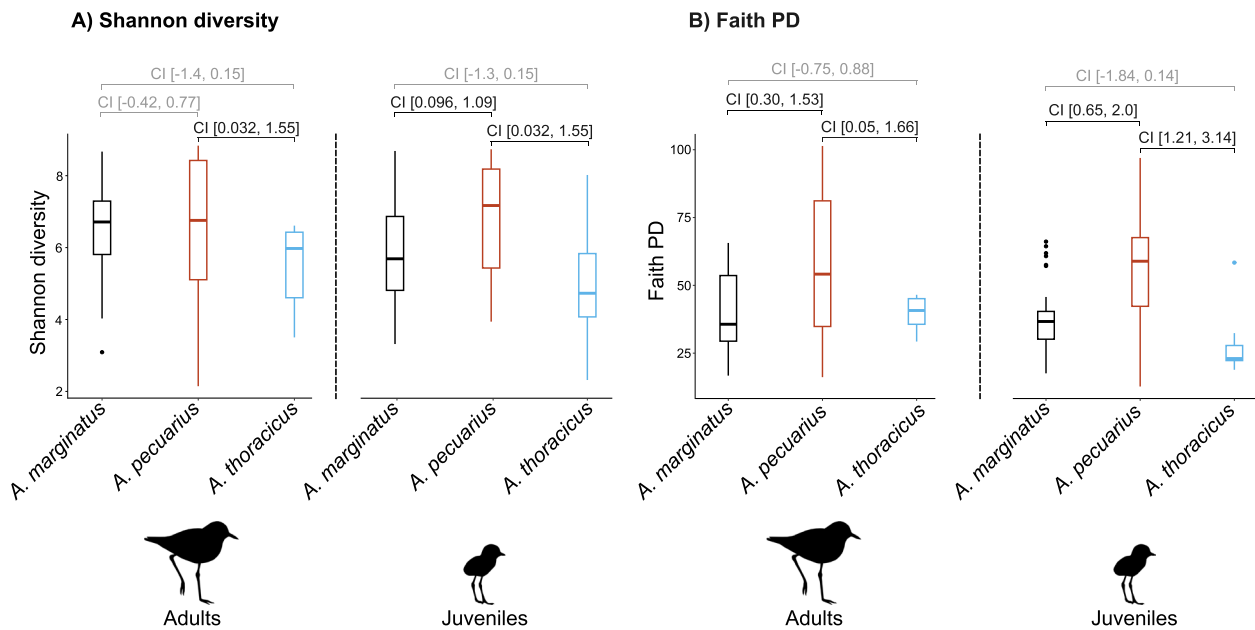 A) Shannon diversity
B) Faith PD
CI [-1.4, 0.15]
CI [-0.42, 0.77]
CI [0.032, 1.55]
CI [-1.3, 0.15]
CI [0.096, 1.09]
CI [0.032, 1.55]
CI [-0.75, 0.88]
CI [0.30, 1.53]
CI [0.05, 1.66]
CI [-1.84, 0.14]
CI [0.65, 2.0]
CI [1.21, 3.14]
Shannon diversity
8
6
4
2
Faith PD
100
75
50
25
A. marginatus
A. pecuarius
A. thoracicus
A. marginatus
A. pecuarius
A. thoracicus
A. marginatus
A. pecuarius
A. thoracicus
A. marginatus
A. pecuarius
A. thoracicus
Adults
Juveniles
Adults
Juveniles